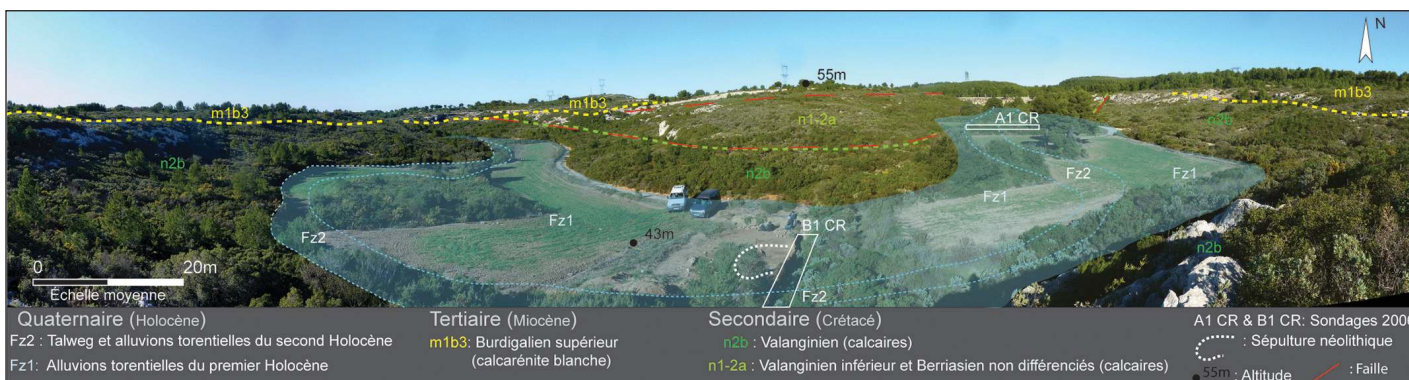 N
55m
m1b3
m1b3
m1b3
n1-2a
A1 CR
n2b
n2b
n2b
Fz2
Fz1
Fz1
B1 CR
Fz2
43m
n2b
0 20m
Échelle moyenne
Fz2
Quaternaire (Holocène)
Fz2 : Talweg et alluvions torentielles du second Holocène
Fz1: Alluvions torentielles du premier Holocène
Tertiaire (Miocène)
m1b3: Burdigalien supérieur
(calcarénite blanche)
Secondaire (Crétacé)
n2b : Valanginien (calcaires)
n1-2a : Valanginien inférieur et Berriasien non différenciés (calcaires)
A1 CR & B1 CR: Sondages 2006
: Sépulture néolithique
55m : Altitude
: Faille